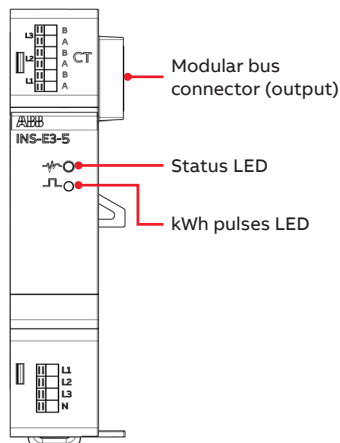 B
L3
A
B
CT
L2
A
B
L1
A
Modular bus
connector (output)
ABB
INS-E3-5
Status LED
kWh pulses LED
L1
L2
L3
N